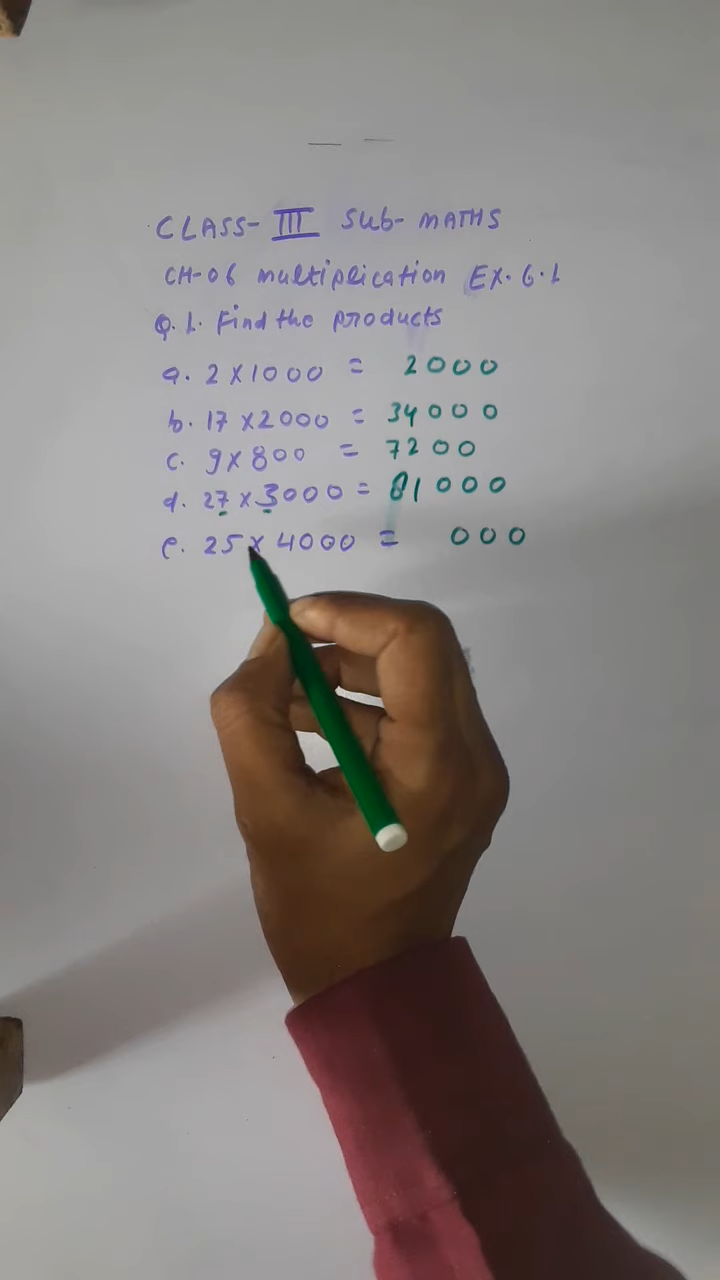 CLASS- III Sub- MATHS
CH-06 multiplication EX. 6.1
Q.1. Find the products
a. 2 X 1000 = 2000
b. 17 X 2000 = 34000
c. 9 X 800 = 7200
d. 27 X 3000 = 81000
e. 25 X 4000 = 000